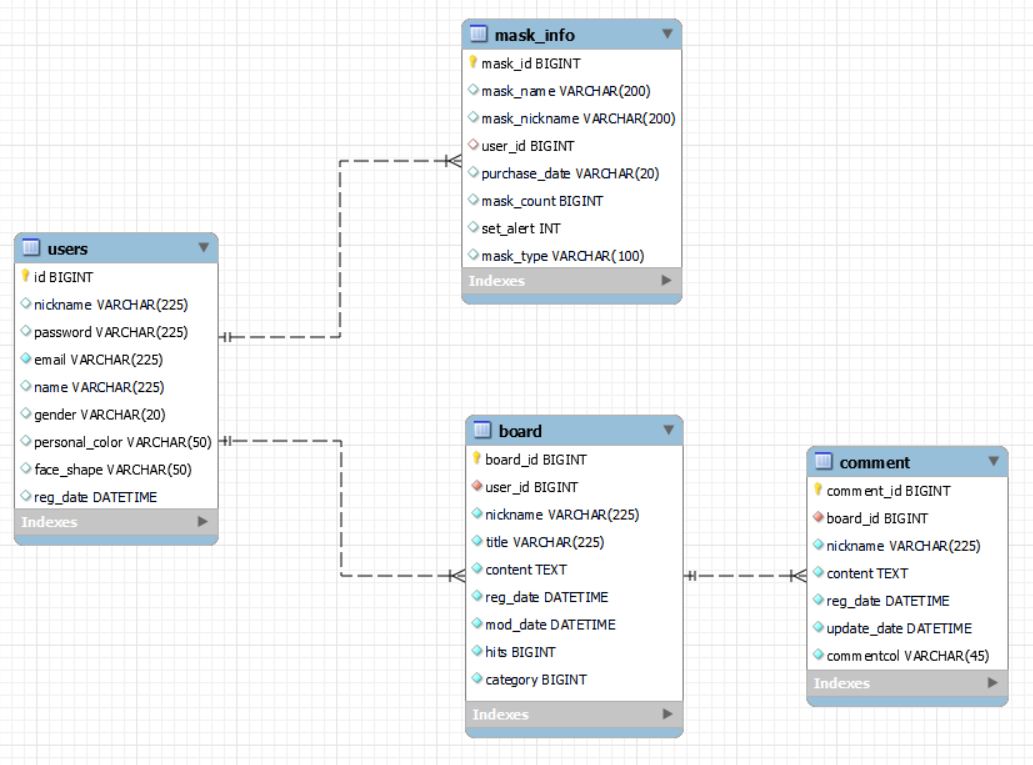 mask_info
mask_id BIGINT
mask_name VARCHAR(200)
mask_nickname VARCHAR(200)
user_id BIGINT
purchase_date VARCHAR(20)
mask_count BIGINT
set_alert INT
mask_type VARCHAR(100)
Indexes
users
id BIGINT
nickname VARCHAR(225)
password VARCHAR(225)
email VARCHAR(225)
name VARCHAR(225)
gender VARCHAR(20)
personal_color VARCHAR(50)
face_shape VARCHAR(50)
reg_date DATETIME
Indexes
board
board_id BIGINT
user_id BIGINT
nickname VARCHAR(225)
title VARCHAR(225)
content TEXT
reg_date DATETIME
mod_date DATETIME
hits BIGINT
category BIGINT
Indexes
comment
comment_id BIGINT
board_id BIGINT
nickname VARCHAR(225)
content TEXT
reg_date DATETIME
update_date DATETIME
commentcol VARCHAR(45)
Indexes